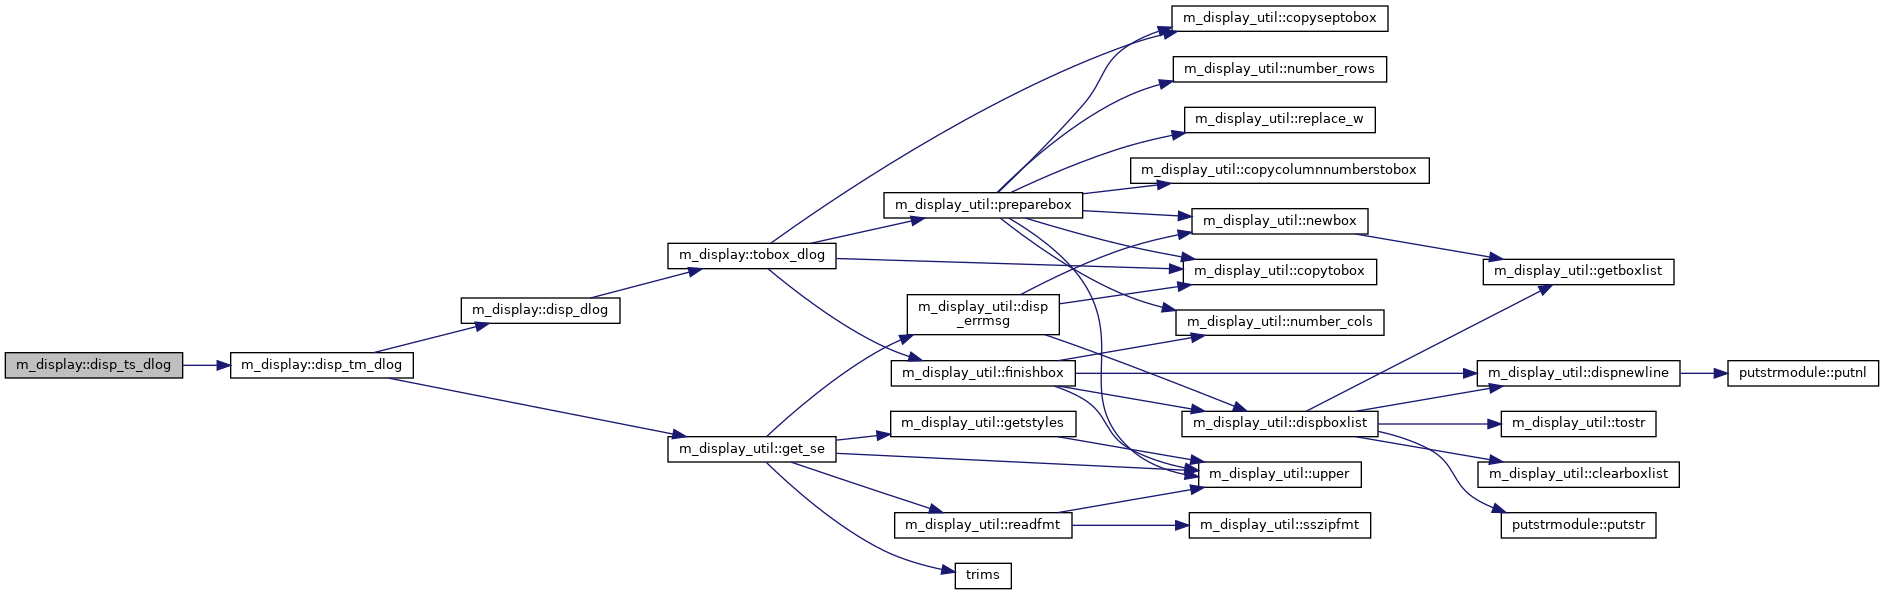 m_display::disp_ts_dlog
m_display::disp_tm_dlog
m_display::disp_dlog
m_display_util::get_se
m_display::tobox_dlog
m_display_util::preparebox
m_display_util::disp
_errmsg
m_display_util::finishbox
m_display_util::getstyles
m_display_util::readfmt
trims
m_display_util::copyseptobox
m_display_util::number_rows
m_display_util::replace_w
m_display_util::copycolumnnumberstobox
m_display_util::newbox
m_display_util::copytobox
m_display_util::number_cols
m_display_util::dispboxlist
m_display_util::upper
m_display_util::sszipfmt
m_display_util::getboxlist
m_display_util::dispnewline
m_display_util::tostr
m_display_util::clearboxlist
putstrmodule::putstr
putstrmodule::putnl